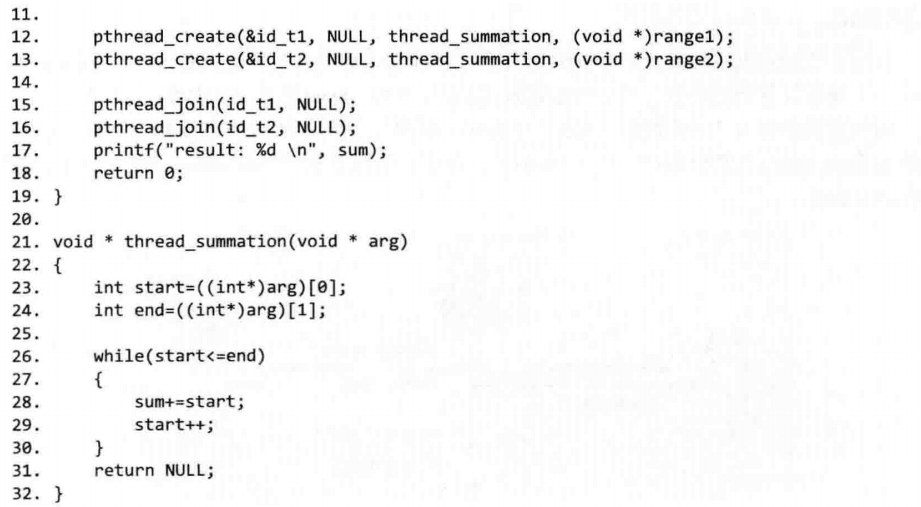 11.
12.     pthread_create(&id_t1, NULL, thread_summation, (void *)range1);
13.     pthread_create(&id_t2, NULL, thread_summation, (void *)range2);
14.
15.     pthread_join(id_t1, NULL);
16.     pthread_join(id_t2, NULL);
17.     printf("result: %d \n", sum);
18.     return 0;
19. }
20.
21. void * thread_summation(void * arg)
22. {
23.     int start=((int*)arg)[0];
24.     int end=((int*)arg)[1];
25.
26.     while(start<=end)
27.     {
28.         sum+=start;
29.         start++;
30.     }
31.     return NULL;
32. }